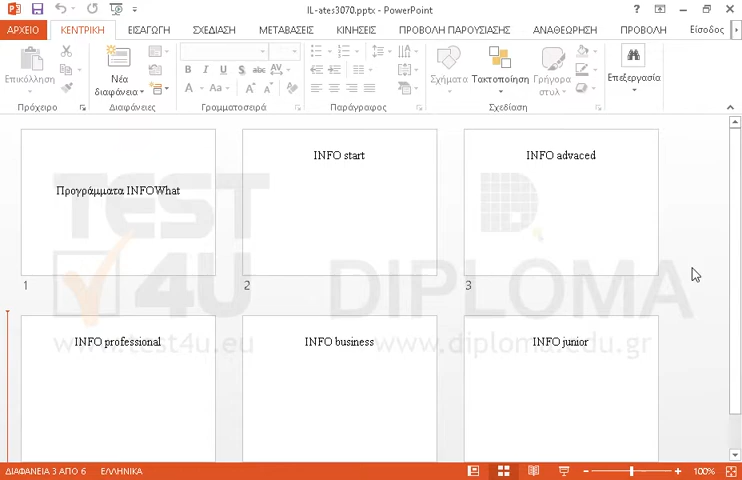 IL-ates3070.pptx - PowerPoint
ΑΡΧΕΙΟ ΚΕΝΤΡΙΚΗ ΕΙΣΑΓΩΓΗ ΣΧΕΔΙΑΣΗ ΜΕΤΑΒΑΣΕΙΣ ΚΙΝΗΣΕΙΣ ΠΡΟΒΟΛΗ ΠΑΡΟΥΣΙΑΣΗΣ ΑΝΑΘΕΩΡΗΣΗ ΠΡΟΒΟΛΗ Είσοδος
Επικόλληση
Νέα
διαφάνεια
Σχήματα
Τακτοποίηση
Γρήγορα
στυλ
Επεξεργασία
Πρόχειρο Διαφάνειες Γραμματοσειρά Παράγραφος Σχεδίαση
Προγράμματα INFOWhat
INFO start
INFO advaced
1 2 3
INFO professional
INFO business
INFO junior
TEST
4U
DIPLOMA
www.test4u.eu
www.diploma.edu.gr
ΔΙΑΦΑΝΕΙΑ 3 ΑΠΟ 6 ΕΛΛΗΝΙΚΑ 100%